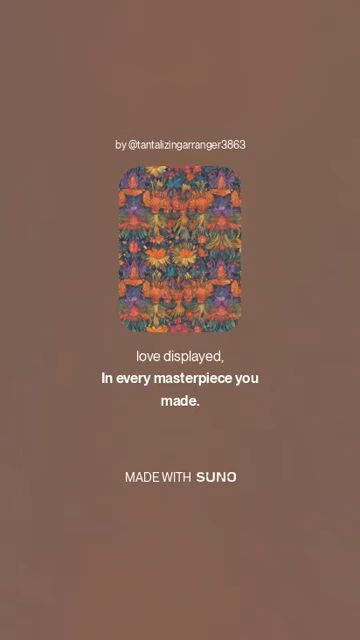 by @tantalizingarranger3863
love displayed,
In every masterpiece you
made.
MADE WITH SUNO